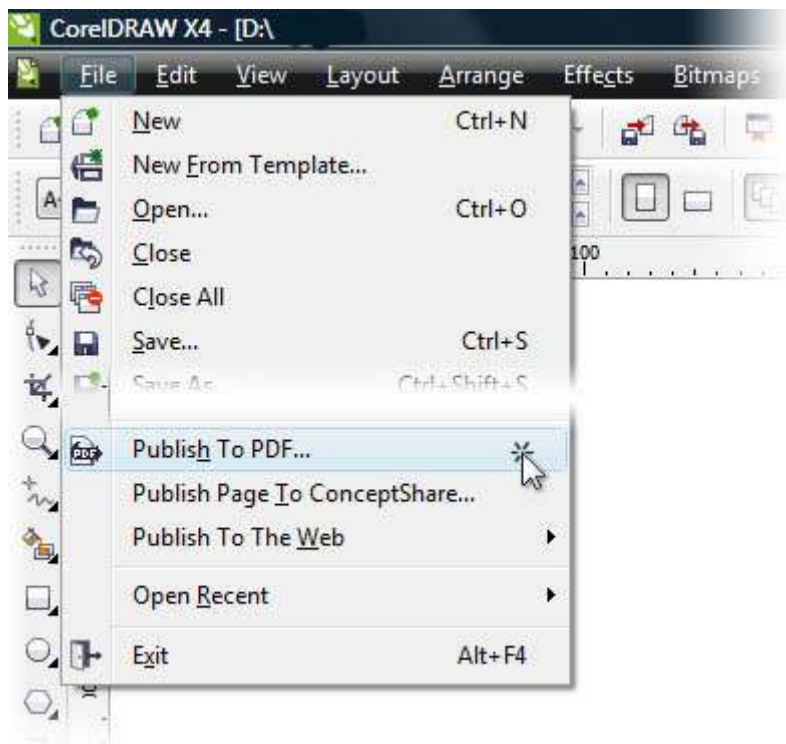 CorelDRAW X4 - [D:\
File Edit View Layout Arrange Effects Bitmaps
New Ctrl+N
New From Template...
Open... Ctrl+O
Close
Close All
Save... Ctrl+S
Save As Ctrl+Shift+S
100
PDF Publish To PDF...
Publish Page To ConceptShare...
Publish To The Web
Open Recent
Exit Alt+F4